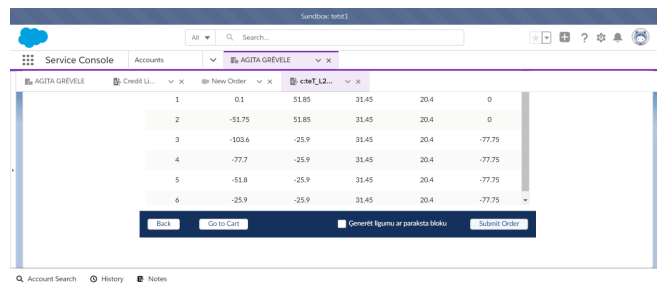 Sandbox: tetst1
All Search...
Service Console Accounts AGITA GRĒVELE
AGITA GRĒVELE Credit Li... New Order c:teT_L2...
1 0.1 51.85 31.45 20.4 0
2 -51.75 51.85 31.45 20.4 0
3 -103.6 -25.9 31.45 20.4 -77.75
4 -77.7 -25.9 31.45 20.4 -77.75
5 -51.8 -25.9 31.45 20.4 -77.75
6 -25.9 -25.9 31.45 20.4 -77.75
Back Go to Cart Ģenerēt līgumu ar paraksta bloku Submit Order
Account Search History Notes